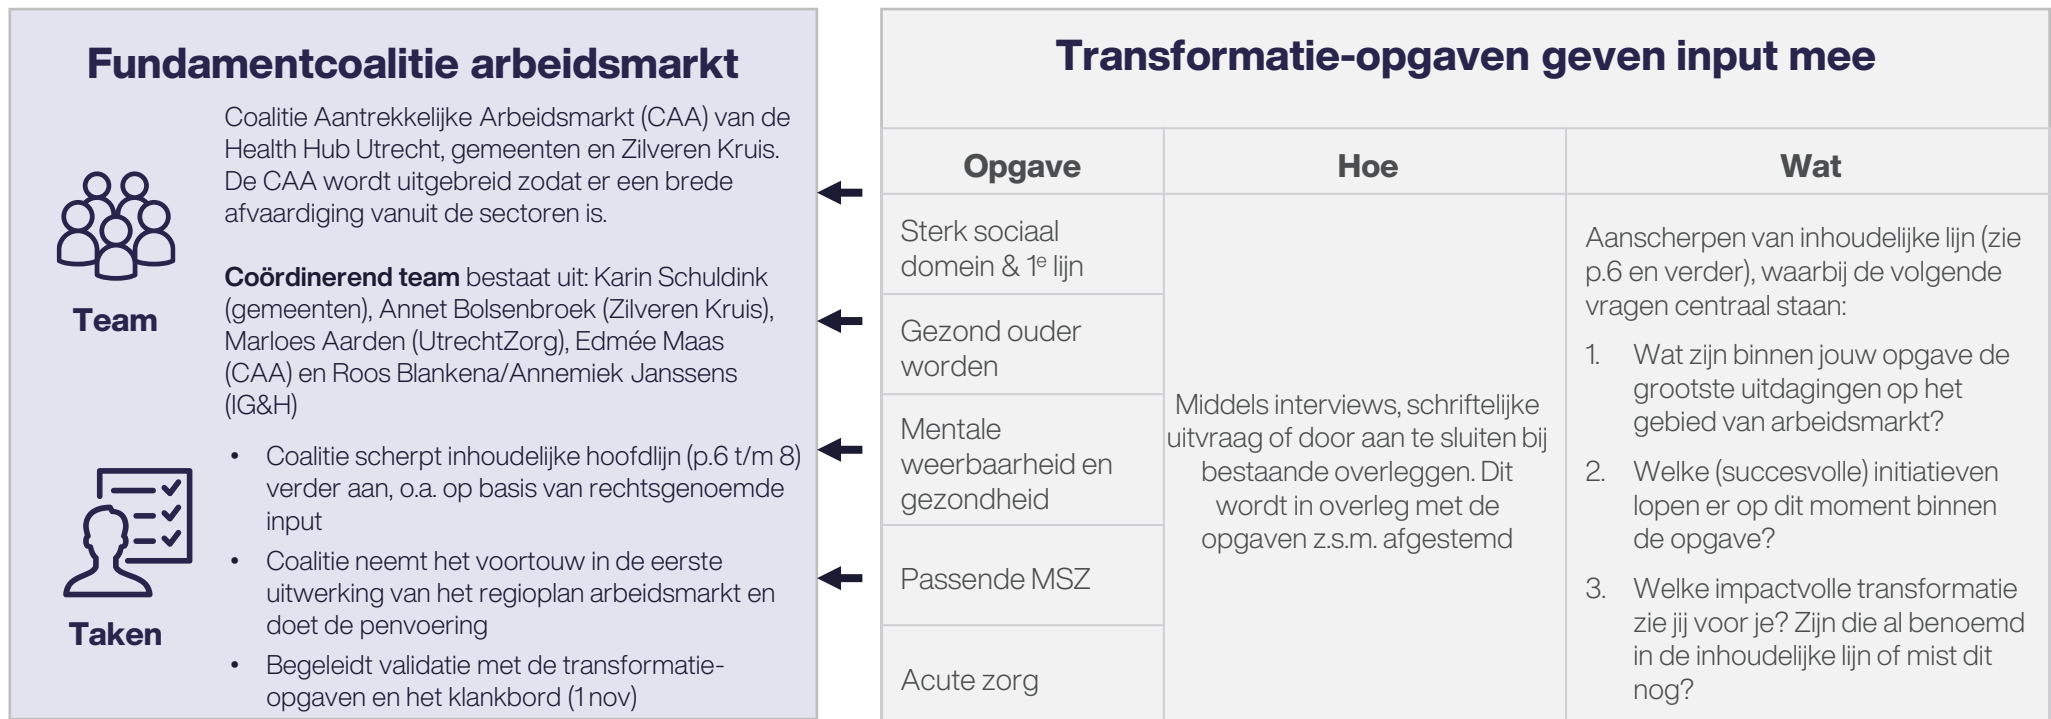 Fundamentcoalitie arbeidsmarkt
Coalitie Aantrekkelijke Arbeidsmarkt (CAA) van de
Health Hub Utrecht, gemeenten en Zilveren Kruis.
De CAA wordt uitgebreid zodat er een brede
afvaardiging vanuit de sectoren is.
Team
Coördinerend team bestaat uit: Karin Schuldink
(gemeenten), Annet Bolsenbroek (Zilveren Kruis),
Marloes Aarden (UtrechtZorg), Edmée Maas
(CAA) en Roos Blankena/Annemiek Janssens
(IG&H)
• Coalitie scherpt inhoudelijke hoofdlijn (p.6 t/m 8)
verder aan, o.a. op basis van rechtsgenoemde
input
• Coalitie neemt het voortouw in de eerste
uitwerking van het regioplan arbeidsmarkt en
doet de penvoering
Taken
• Begeleidt validatie met de transformatie-
opgaven en het klankbord (1 nov)
Transformatie-opgaven geven input mee
Opgave
Hoe
Wat
Sterk sociaal
domein & 1e lijn
Gezond ouder
worden
Mentale
weerbaarheid en
gezondheid
Passende MSZ
Acute zorg
Middels interviews, schriftelijke
uitvraag of door aan te sluiten bij
bestaande overleggen. Dit
wordt in overleg met de
opgaven z.s.m. afgestemd
Aanscherpen van inhoudelijke lijn (zie
p.6 en verder), waarbij de volgende
vragen centraal staan:
1. Wat zijn binnen jouw opgave de
grootste uitdagingen op het
gebied van arbeidsmarkt?
2. Welke (succesvolle) initiatieven
lopen er op dit moment binnen
de opgave?
3. Welke impactvolle transformatie
zie jij voor je? Zijn die al benoemd
in de inhoudelijke lijn of mist dit
nog?